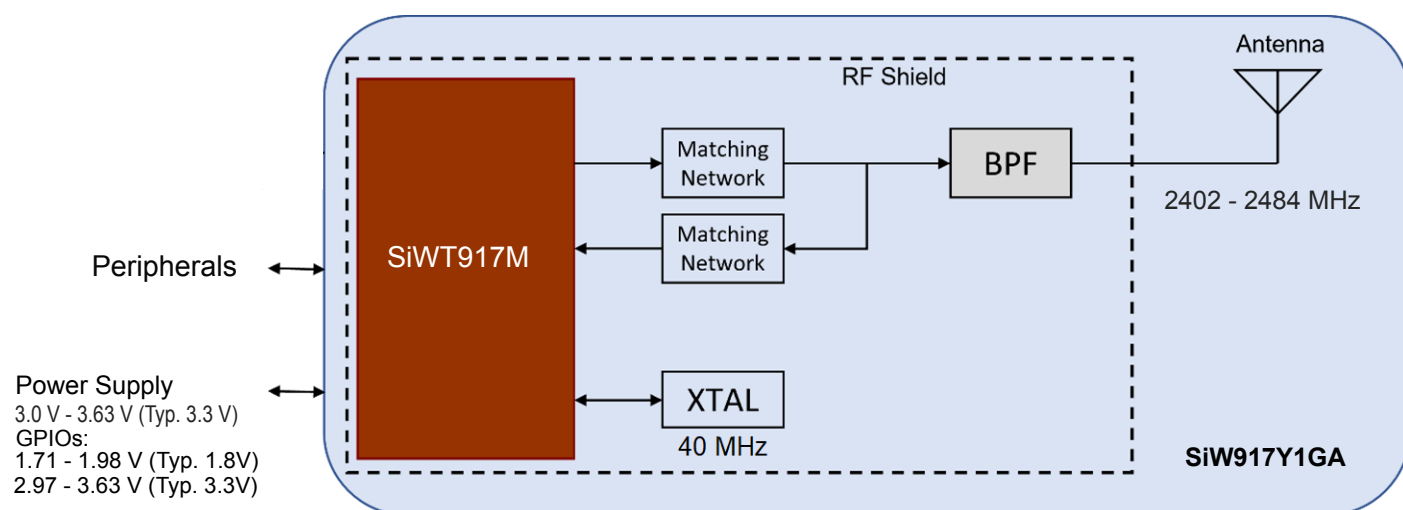 Antenna
RF Shield
Matching
Network
BPF
2402 - 2484 MHz
Matching
Network
SiWT917M
Peripherals
XTAL
40 MHz
Power Supply
3.0 V - 3.63 V (Typ. 3.3 V)
GPIOs:
1.71 - 1.98 V (Typ. 1.8V)
2.97 - 3.63 V (Typ. 3.3V)
SiW917Y1GA